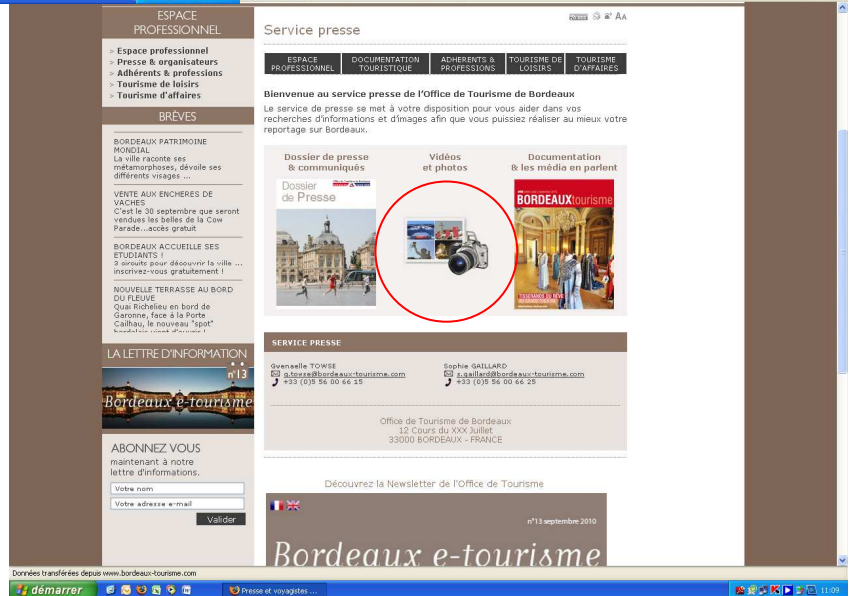 ESPACE
PROFESSIONNEL
> Espace professionnel
> Presse & organisateurs
> Adhérents & professions
> Tourisme de loisirs
> Tourisme d'affaires
BRÈVES
BORDEAUX PATRIMOINE
MONDIAL
La ville raconte ses
métamorphoses, dévoile ses
différents visages ...
VENTE AUX ENCHERES DE
VACHES
C'est le 30 septembre que seront
vendues les belles de la Cow
Parade...accès gratuit
BORDEAUX ACCUEILLE SES
ETUDIANTS !
3 circuits pour découvrir la ville ...
inscrivez-vous gratuitement !
NOUVELLE TERRASSE AU BORD
DU FLEUVE
Quai Richelieu en bord de
Garonne, face à la Porte
Cailhau, le nouveau "spot"
bordelais vient d'ouvrir !
LA LETTRE D'INFORMATION
n°13
Bordeaux e-tourisme
ABONNEZ VOUS
maintenant à notre
lettre d'informations.
Votre nom
Votre adresse e-mail
Valider
Service presse
AA
ESPACE PROFESSIONNEL
DOCUMENTATION TOURISTIQUE
ADHERENTS & PROFESSIONS
TOURISME DE LOISIRS
TOURISME D'AFFAIRES
Bienvenue au service presse de l'Office de Tourisme de Bordeaux
Le service de presse se met à votre disposition pour vous aider dans vos
recherches d'informations et d'images afin que vous puissiez réaliser au mieux votre
reportage sur Bordeaux.
Dossier de presse
& communiqués
Vidéos
et photos
Documentation
& les média en parlent
Dossier
de Presse
BORDEAUXtourisme
TISSERANDS DU RÊVE
SERVICE PRESSE
Gvenaelle TOWSE
g.towse@bordeaux-tourisme.com
+33 (0)5 56 00 66 15
Sophie GAILLARD
s.gaillard@bordeaux-tourisme.com
+33 (0)5 56 00 66 25
Office de Tourisme de Bordeaux
12 Cours du XXX Juillet
33000 BORDEAUX - FRANCE
Découvrez la Newsletter de l'Office de Tourisme
n°13 septembre 2010
Bordeaux e-tourisme
Données transférées depuis www.bordeaux-tourisme.com
démarrer
Presse et voyagistes ...
11:09